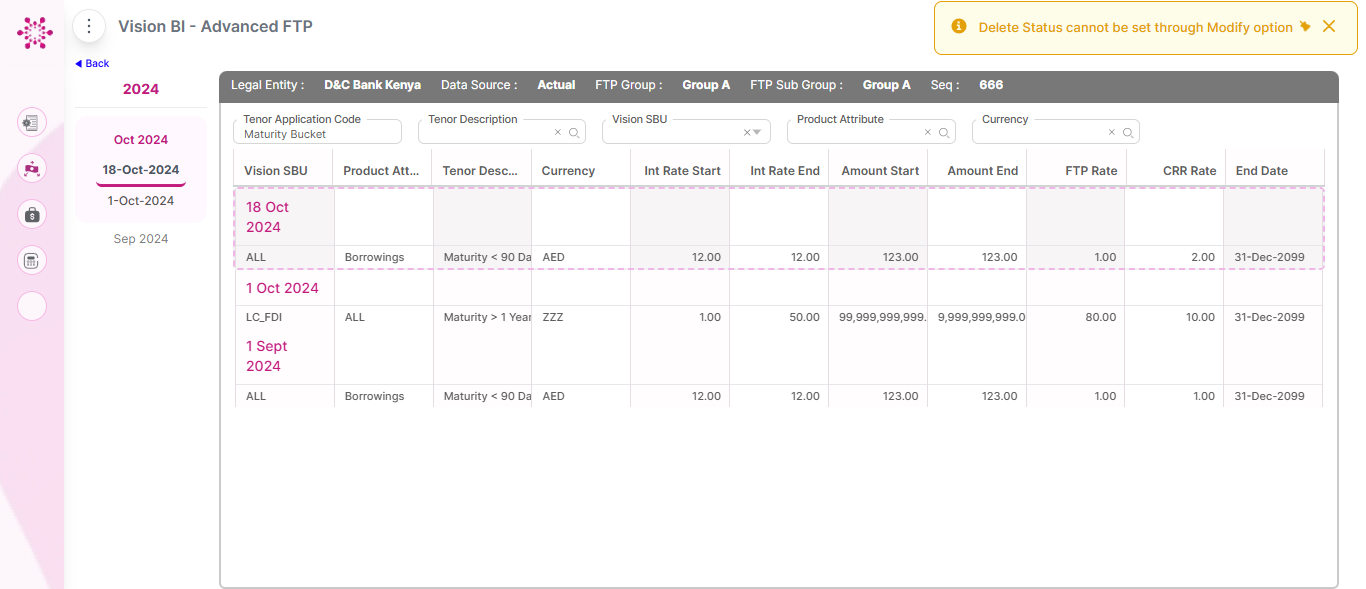 Vision BI - Advanced FTP
Delete Status cannot be set through Modify option
Back
2024
Oct 2024
18-Oct-2024
1-Oct-2024
Sep 2024
Legal Entity : D&C Bank Kenya Data Source : Actual FTP Group : Group A FTP Sub Group : Group A Seq : 666
Tenor Application Code Tenor Description Vision SBU Product Attribute Currency
Maturity Bucket
Vision SBU Product Att... Tenor Desc... Currency Int Rate Start Int Rate End Amount Start Amount End FTP Rate CRR Rate End Date
18 Oct
2024
ALL Borrowings Maturity < 90 Da AED 12.00 12.00 123.00 123.00 1.00 2.00 31-Dec-2099
1 Oct 2024
LC_FDI ALL Maturity > 1 Year ZZZ 1.00 50.00 99,999,999,999. 9,999,999,999.0 80.00 10.00 31-Dec-2099
1 Sept
2024
ALL Borrowings Maturity < 90 Da AED 12.00 12.00 123.00 123.00 1.00 1.00 31-Dec-2099